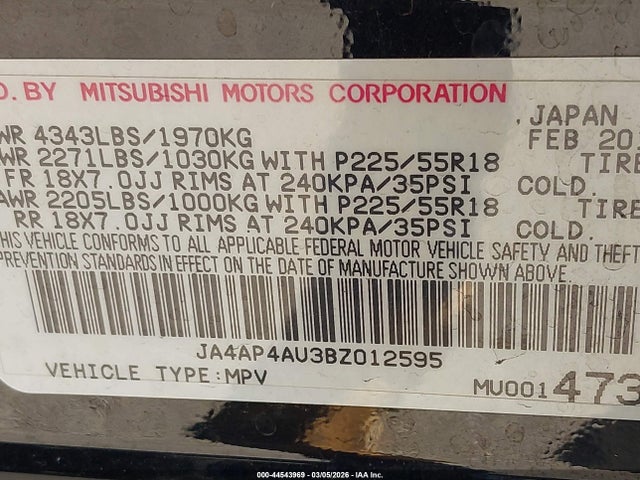 D. BY MITSUBISHI MOTORS CORPORATION
, JAPAN
WR 4343LBS/1970KG FEB 20
WR 2271LBS/1030KG WITH P225/55R18 TIRE
FR 18X7.0JJ RIMS AT 240KPA/35PSI COLD.
AWR 2205LBS/1000KG WITH P225/55R18 TIRE
RR 18X7.0JJ RIMS AT 240KPA/35PSI COLD.
THIS VEHICLE CONFORMS TO ALL APPLICABLE FEDERAL MOTOR VEHICLE SAFETY AND THEFT
PREVENTION STANDARDS IN EFFECT ON THE DATE OF MANUFACTURE SHOWN ABOVE.
JA4AP4AU3BZ012595
VEHICLE TYPE:MPV MU001473
000-44543969 | 03/05/2026 | IAA Inc.